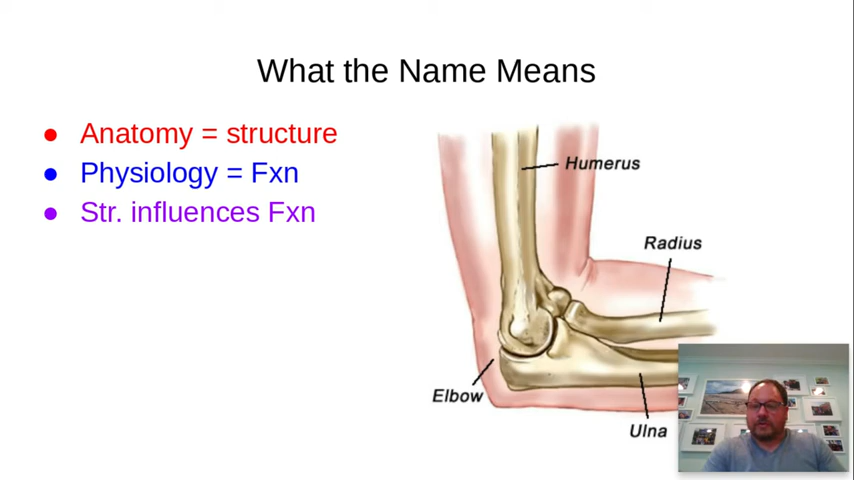 What the Name Means
● Anatomy = structure
● Physiology = Fxn
● Str. influences Fxn
Humerus
Radius
Elbow
Ulna